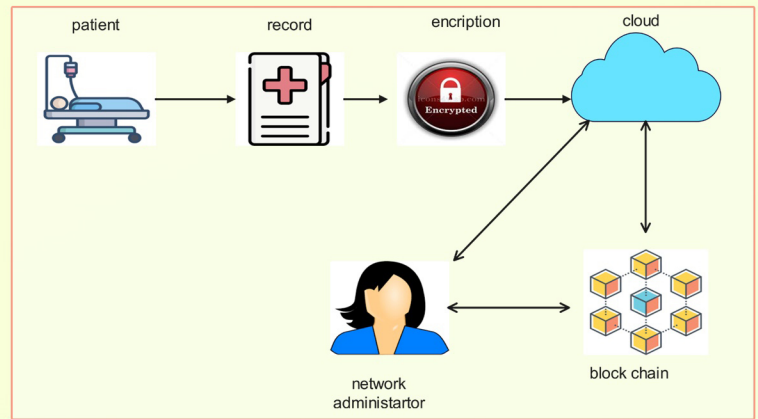 patient
record
encription
cloud
Encrypted
network
administartor
block chain